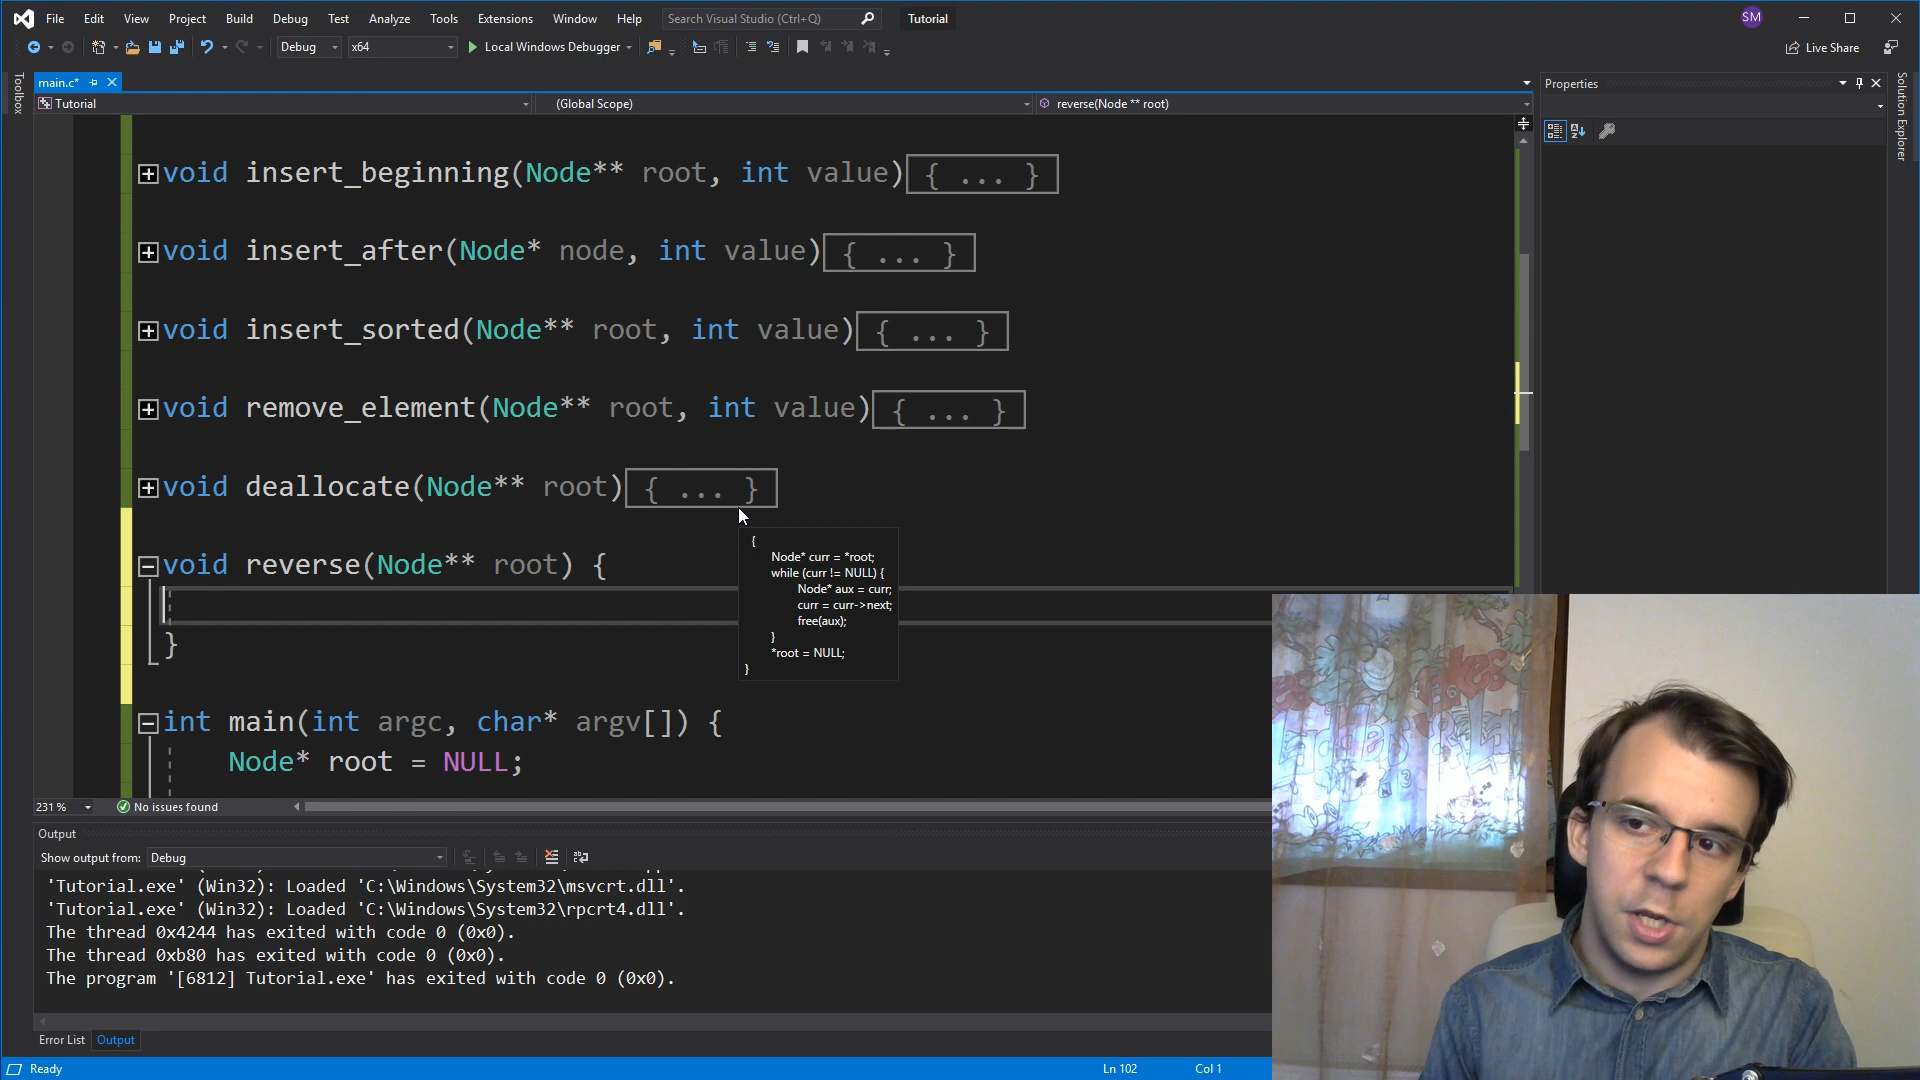 File Edit View Project Build Debug Test Analyze Tools Extensions Window Help Search Visual Studio (Ctrl+Q) Tutorial SM
Debug x64 Local Windows Debugger Live Share
Toolbox
main.c*
Tutorial (Global Scope) reverse(Node ** root)
void insert_beginning(Node** root, int value){ ... }
void insert_after(Node* node, int value){ ... }
void insert_sorted(Node** root, int value){ ... }
void remove_element(Node** root, int value){ ... }
void deallocate(Node** root){ ... }
void reverse(Node** root) {
}
int main(int argc, char* argv[]) {
Node* root = NULL;
{
Node* curr = *root;
while (curr != NULL) {
Node* aux = curr;
curr = curr->next;
free(aux);
}
*root = NULL;
}
231 % No issues found
Properties
Solution Explorer
Output
Show output from: Debug
'Tutorial.exe' (Win32): Loaded 'C:\Windows\System32\msvcrt.dll'.
'Tutorial.exe' (Win32): Loaded 'C:\Windows\System32\rpcrt4.dll'.
The thread 0x4244 has exited with code 0 (0x0).
The thread 0xb80 has exited with code 0 (0x0).
The program '[6812] Tutorial.exe' has exited with code 0 (0x0).
Error List Output
Ready Ln 102 Col 1